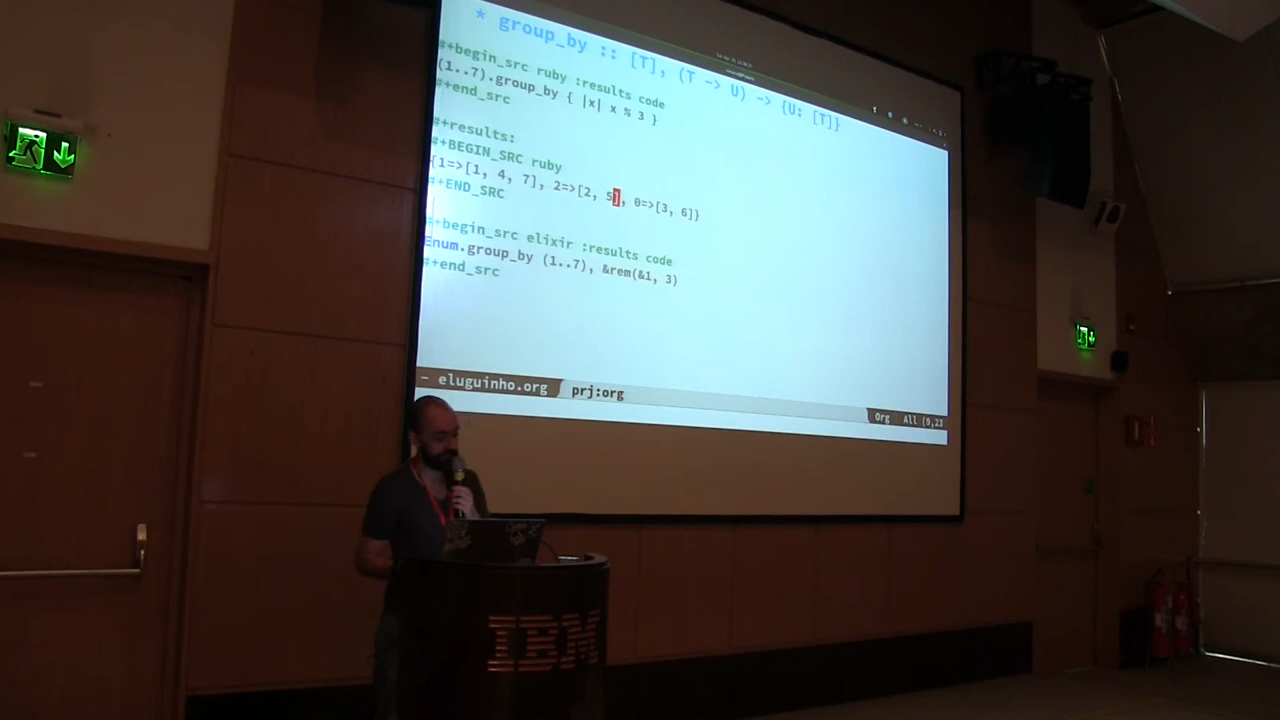 * group_by :: [T], (T -> U) -> {U: [T]}
#+begin_src ruby :results code
(1..7).group_by { |x| x % 3 }
#+end_src
#+results:
#+BEGIN_SRC ruby
{1=>[1, 4, 7], 2=>[2, 5], 0=>[3, 6]}
#+END_SRC
#+begin_src elixir :results code
Enum.group_by (1..7), &rem(&1, 3)
#+end_src
- eluguinho.org prj:org Org All (9,23
IBM